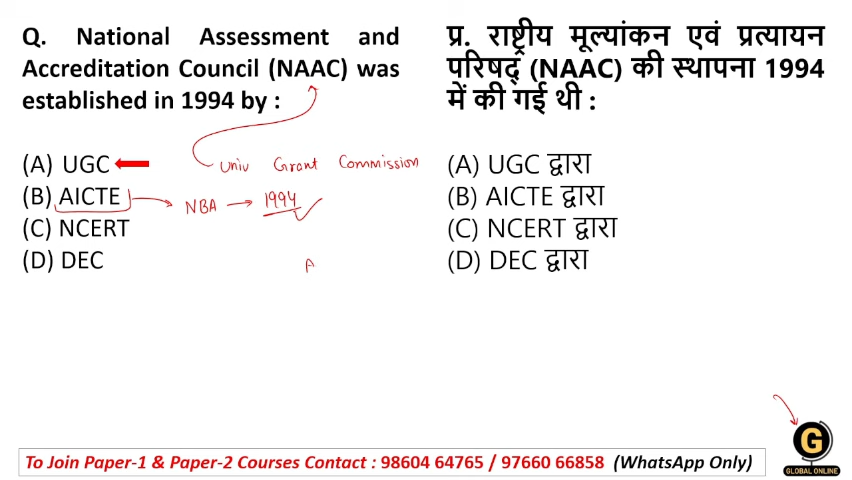 Q. National Assessment and
Accreditation Council (NAAC) was
established in 1994 by :
(A) UGC
(B) AICTE
(C) NCERT
(D) DEC
Univ Grant Commission
NBA → 1994
A
प्र. राष्ट्रीय मूल्यांकन एवं प्रत्यायन
परिषद् (NAAC) की स्थापना 1994
में की गई थी :
(A) UGC द्वारा
(B) AICTE द्वारा
(C) NCERT द्वारा
(D) DEC द्वारा
To Join Paper-1 & Paper-2 Courses Contact : 98604 64765 / 97660 66858 (WhatsApp Only)
G
GLOBAL ONLINE